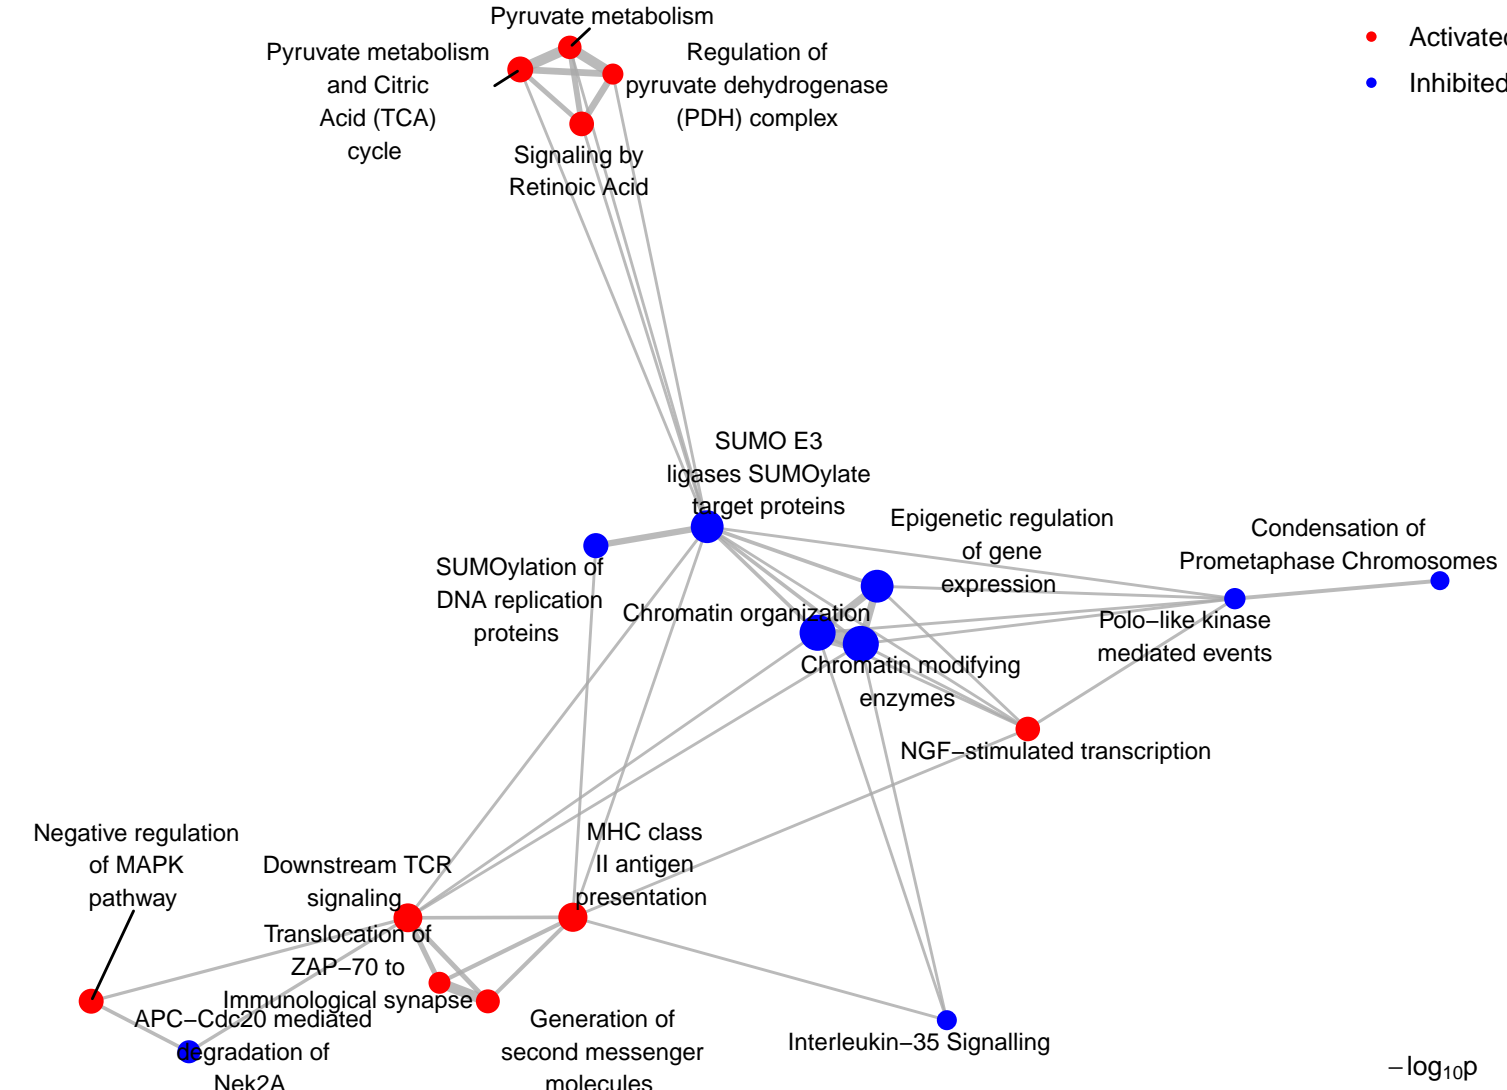 Pyruvate metabolism
Pyruvate metabolism
and Citric
Acid (TCA)
cycle
Regulation of
pyruvate dehydrogenase
(PDH) complex
Signaling by
Retinoic Acid
Activated
Inhibited
SUMO E3
ligases SUMOylate
target proteins
SUMOylation of
DNA replication
proteins
Epigenetic regulation
of gene
expression
Chromatin organization
Chromatin modifying
enzymes
Condensation of
Prometaphase Chromosomes
Polo−like kinase
mediated events
NGF−stimulated transcription
Negative regulation
of MAPK
pathway
Downstream TCR
signaling
MHC class
II antigen
presentation
Translocation of
ZAP−70 to
Immunological synapse
APC−Cdc20 mediated
degradation of
Nek2A
Generation of
second messenger
molecules
Interleukin−35 Signalling
−log₁₀p